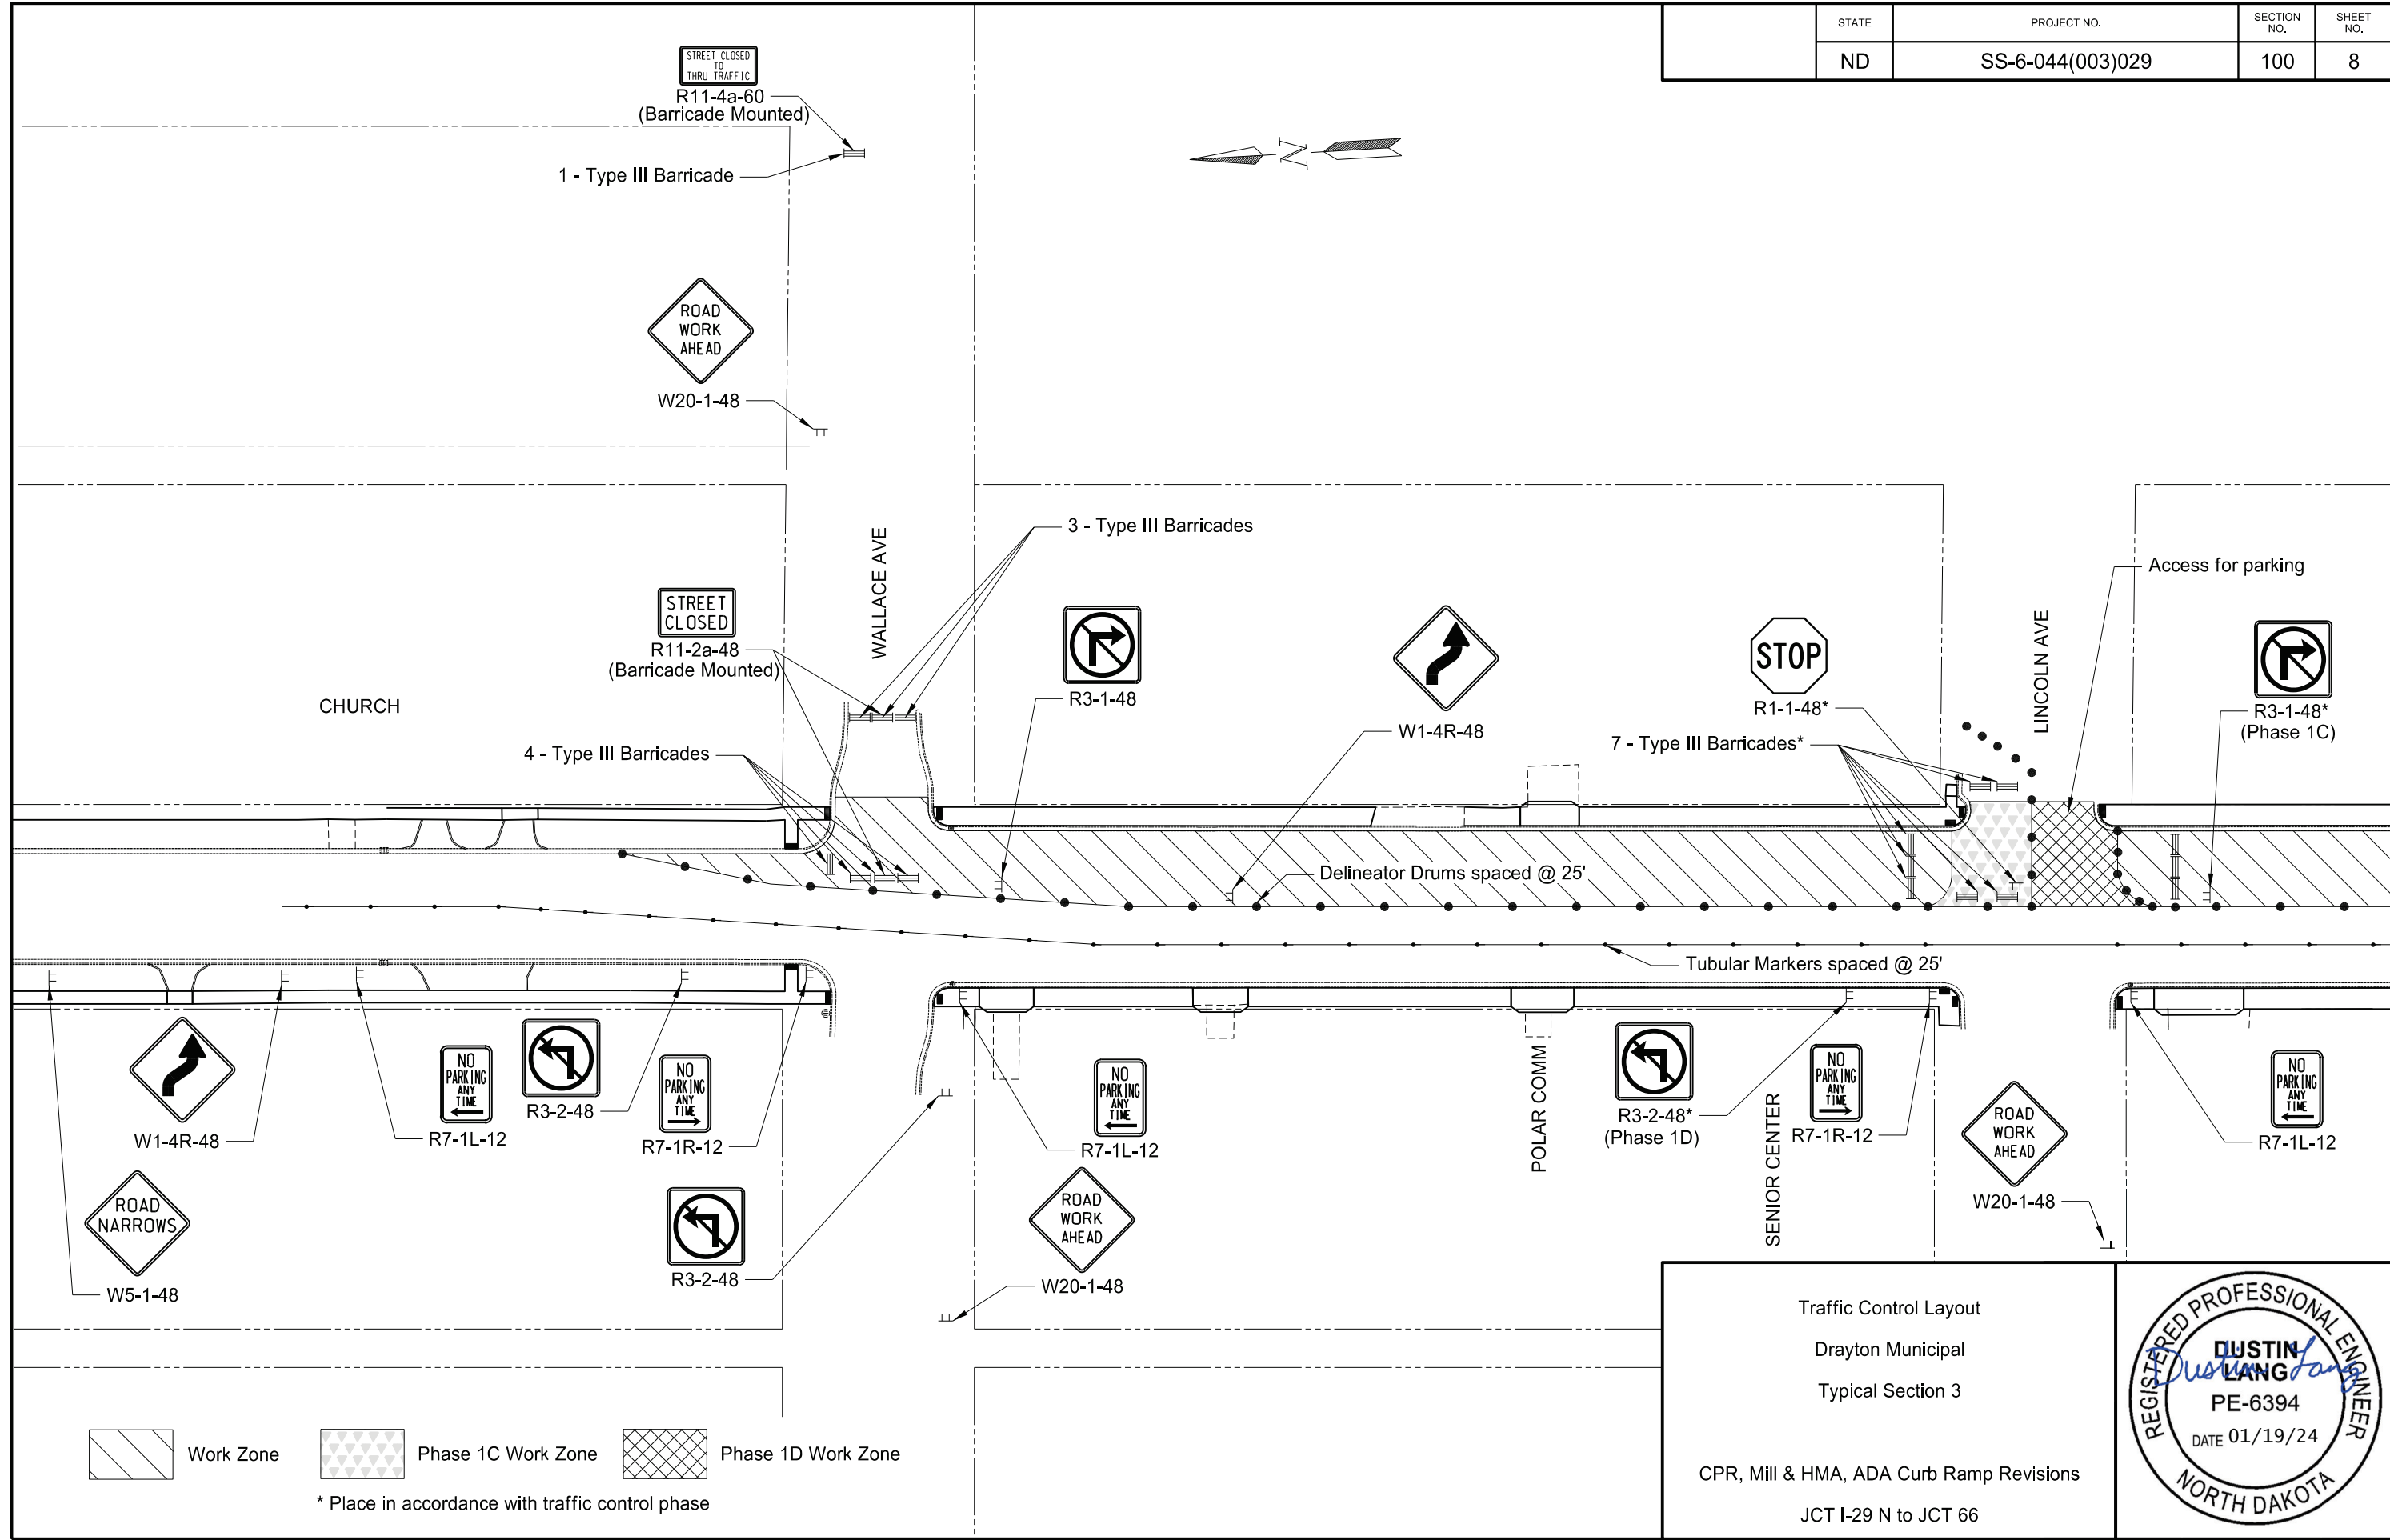 STATE
PROJECT NO.
SECTION NO.
SHEET NO.
ND
SS-6-044(003)029
100
8
STREET CLOSED
TO
THRU TRAFFIC
R11-4a-60
(Barricade Mounted)
1 - Type III Barricade
N
ROAD
WORK
AHEAD
W20-1-48
3 - Type III Barricades
WALLACE AVE
STREET
CLOSED
R11-2a-48
(Barricade Mounted)
CHURCH
4 - Type III Barricades
R3-1-48
W1-4R-48
STOP
R1-1-48*
7 - Type III Barricades*
LINCOLN AVE
Access for parking
R3-1-48*
(Phase 1C)
Delineator Drums spaced @ 25'
Tubular Markers spaced @ 25'
W1-4R-48
NO
PARKING
ANY
TIME
R7-1L-12
R3-2-48
NO
PARKING
ANY
TIME
R7-1R-12
NO
PARKING
ANY
TIME
R7-1L-12
POLAR COMM
R3-2-48*
(Phase 1D)
SENIOR CENTER
NO
PARKING
ANY
TIME
R7-1R-12
ROAD
WORK
AHEAD
W20-1-48
NO
PARKING
ANY
TIME
R7-1L-12
ROAD
NARROWS
W5-1-48
R3-2-48
ROAD
WORK
AHEAD
W20-1-48
Work Zone
Phase 1C Work Zone
Phase 1D Work Zone
* Place in accordance with traffic control phase
Traffic Control Layout
Drayton Municipal
Typical Section 3
CPR, Mill & HMA, ADA Curb Ramp Revisions
JCT I-29 N to JCT 66
REGISTERED PROFESSIONAL ENGINEER
DUSTIN
LANG
Dustin Lang
PE-6394
DATE 01/19/24
NORTH DAKOTA